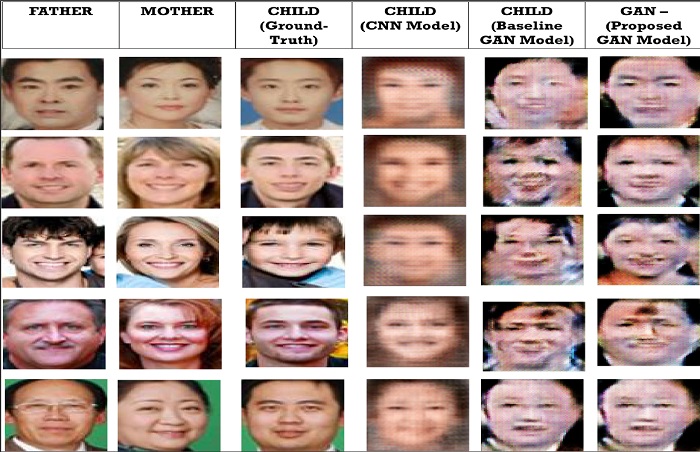 FATHER
MOTHER
CHILD
(Ground-
Truth)
CHILD
(CNN Model)
CHILD
(Baseline
GAN Model)
GAN –
(Proposed
GAN Model)